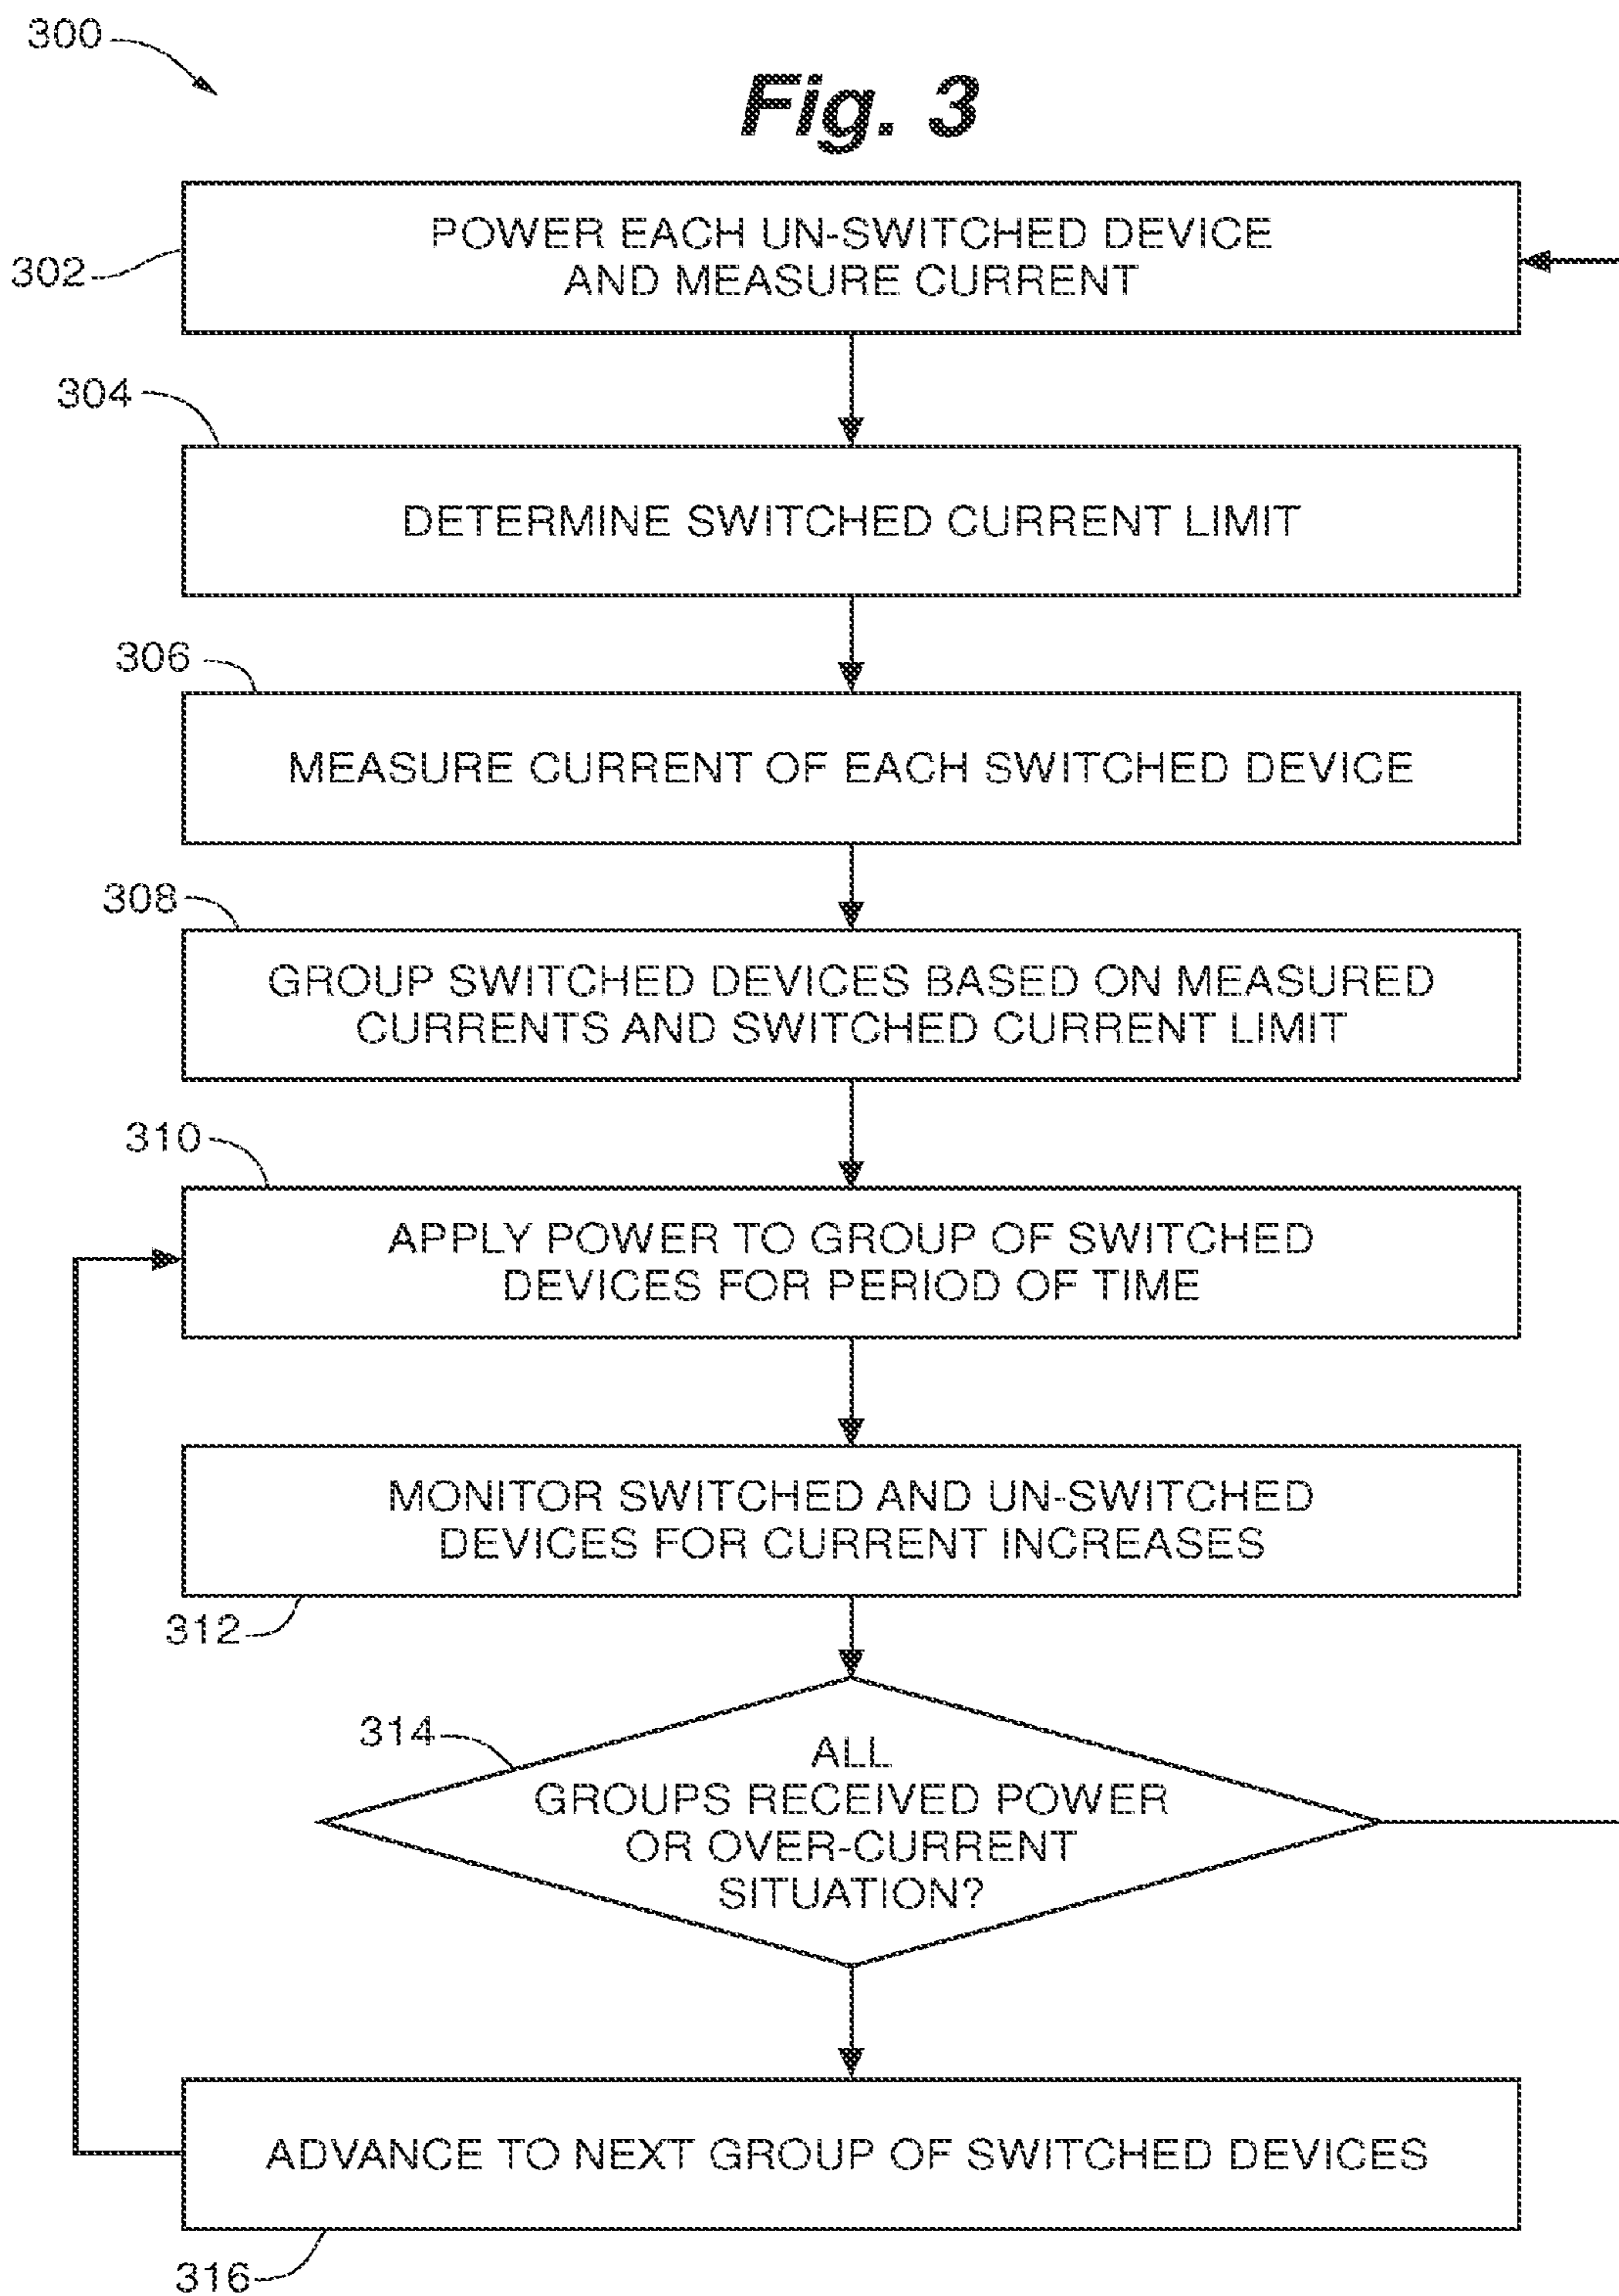 300
Fig. 3
POWER EACH UN-SWITCHED DEVICE
AND MEASURE CURRENT
302
304
DETERMINE SWITCHED CURRENT LIMIT
306
MEASURE CURRENT OF EACH SWITCHED DEVICE
308
GROUP SWITCHED DEVICES BASED ON MEASURED
CURRENTS AND SWITCHED CURRENT LIMIT
310
APPLY POWER TO GROUP OF SWITCHED
DEVICES FOR PERIOD OF TIME
MONITOR SWITCHED AND UN-SWITCHED
DEVICES FOR CURRENT INCREASES
312
314
ALL
GROUPS RECEIVED POWER
OR OVER-CURRENT
SITUATION?
ADVANCE TO NEXT GROUP OF SWITCHED DEVICES
316